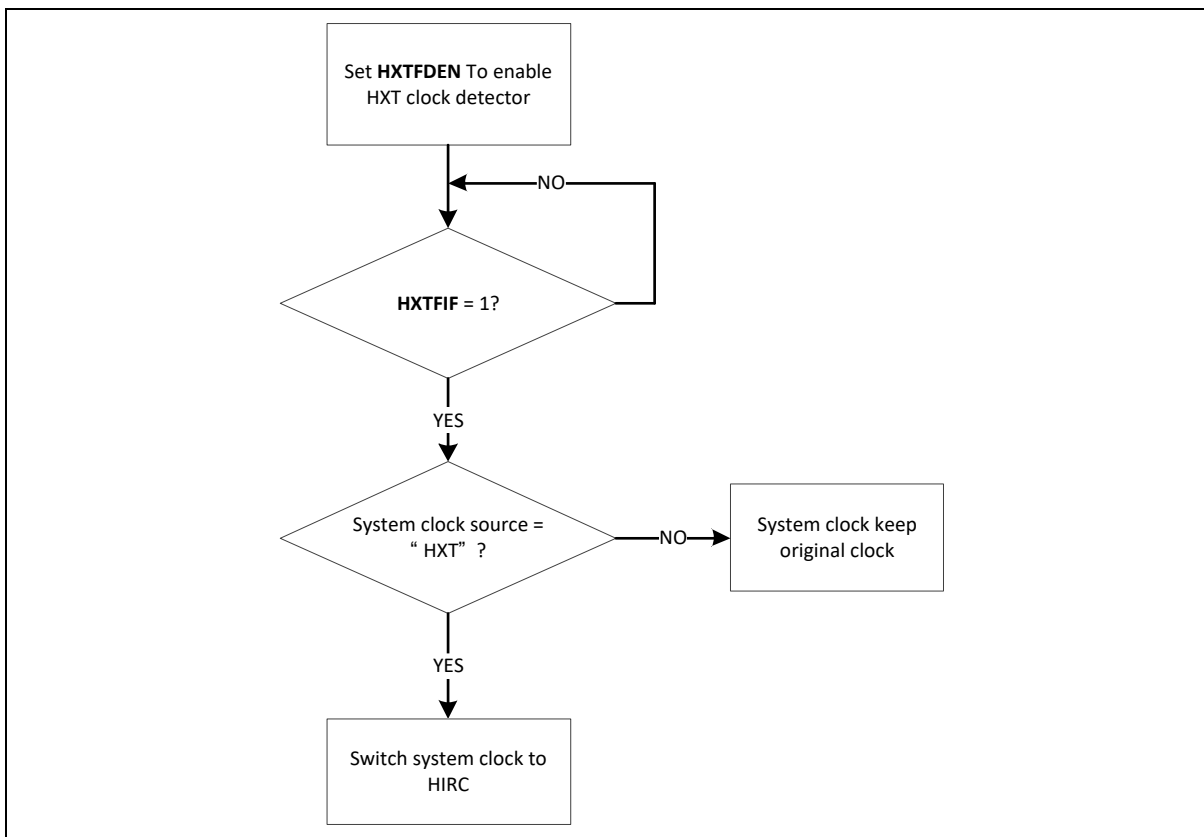 Set HXTFDEN To enable
HXT clock detector
NO
HXTFIF = 1?
YES
System clock source =
“ HXT” ?
NO
System clock keep
original clock
YES
Switch system clock to
HIRC